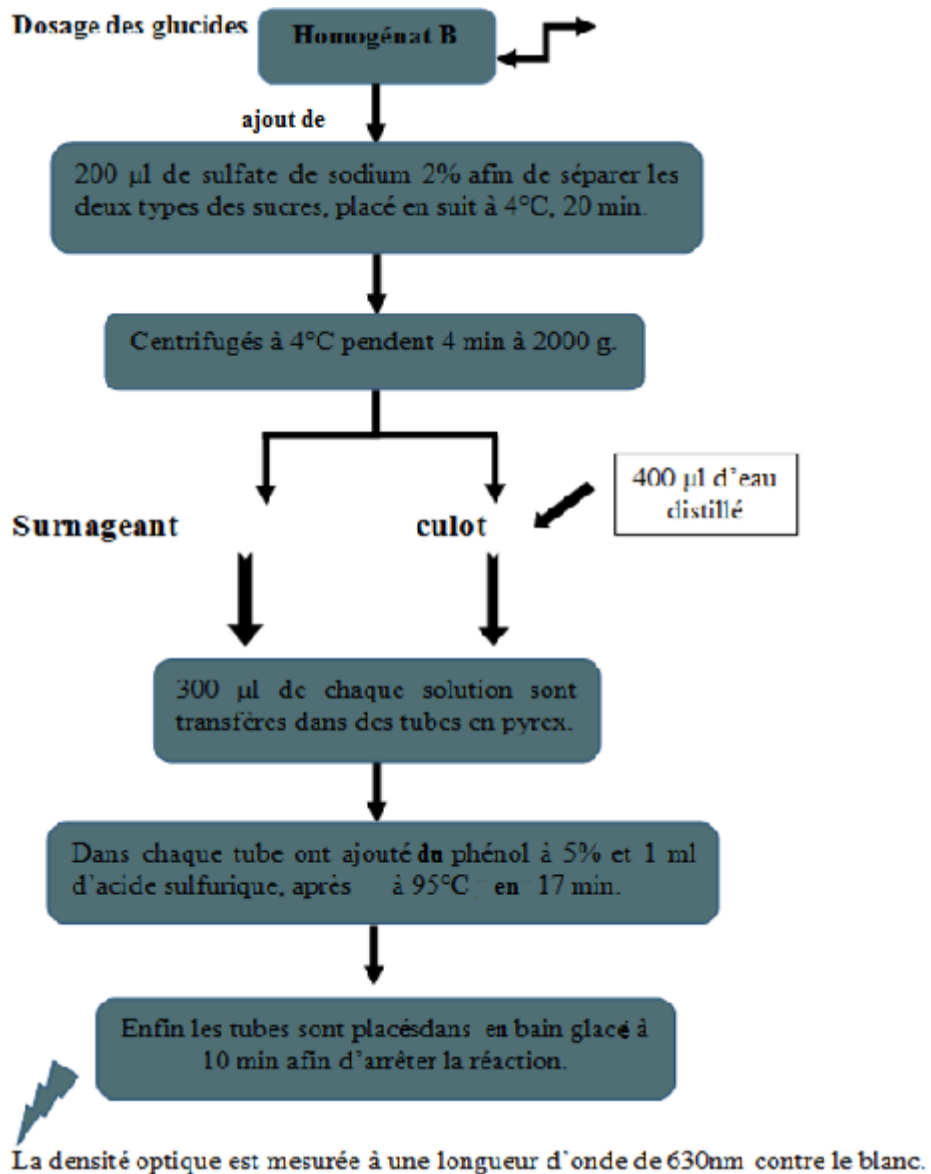 Dosage des glucides
Homogénat B
ajout de
200 µl de sulfate de sodium 2% afin de séparer les
deux types des sucres, placé en suit à 4°C, 20 min.
Centrifugés à 4°C pendent 4 min à 2000 g.
Surnageant
culot
400 µl d'eau
distillé
300 µl de chaque solution sont
transfères dans des tubes en pyrex.
Dans chaque tube ont ajouté du phénol à 5% et 1 ml
d'acide sulfurique, après à 95°C en 17 min.
Enfin les tubes sont placésdans en bain glacé à
10 min afin d'arrêter la réaction.
La densité optique est mesurée à une longueur d'onde de 630nm contre le blanc.